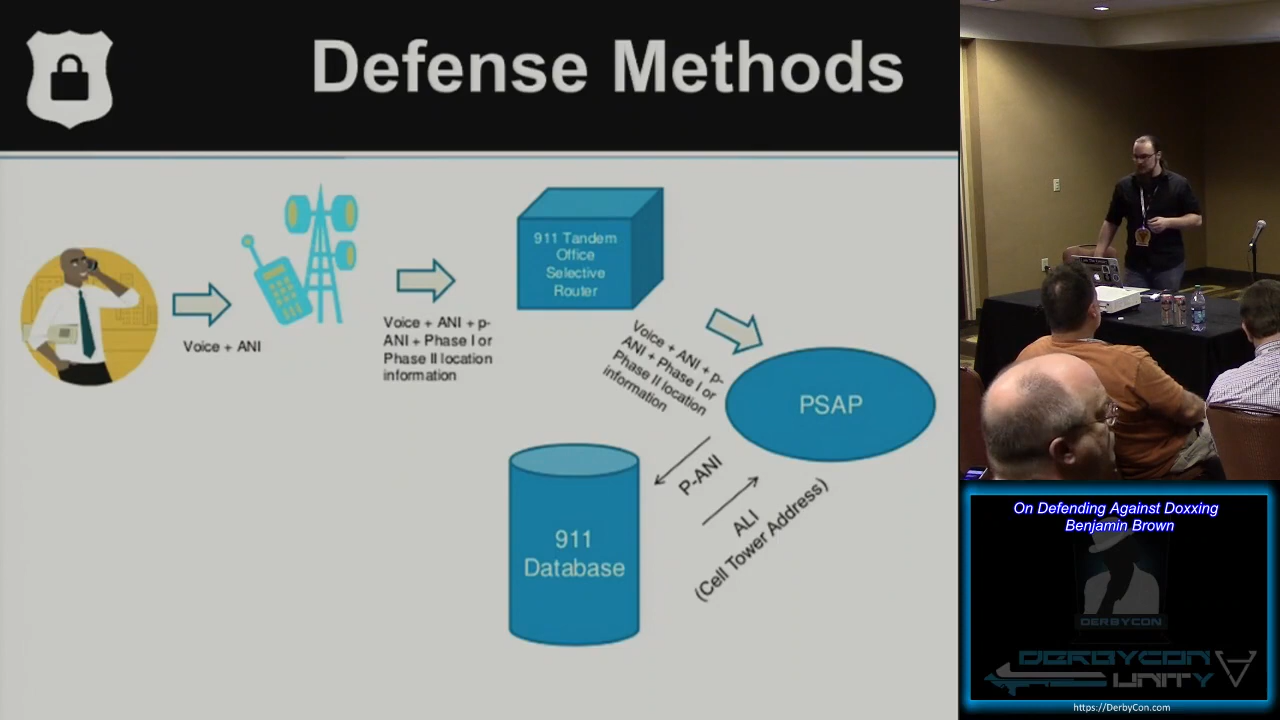 Defense Methods
911 Tandem
Office
Selective
Router
Voice + ANI
Voice + ANI + p-
ANI + Phase I or
Phase II location
information
Voice + ANI + p-
ANI + Phase I or
Phase II location
information
PSAP
P-ANI
ALI
(Cell Tower Address)
911
Database
On Defending Against Doxxing
Benjamin Brown
DERBYCON
DERBYCON
UNITY
https://DerbyCon.com